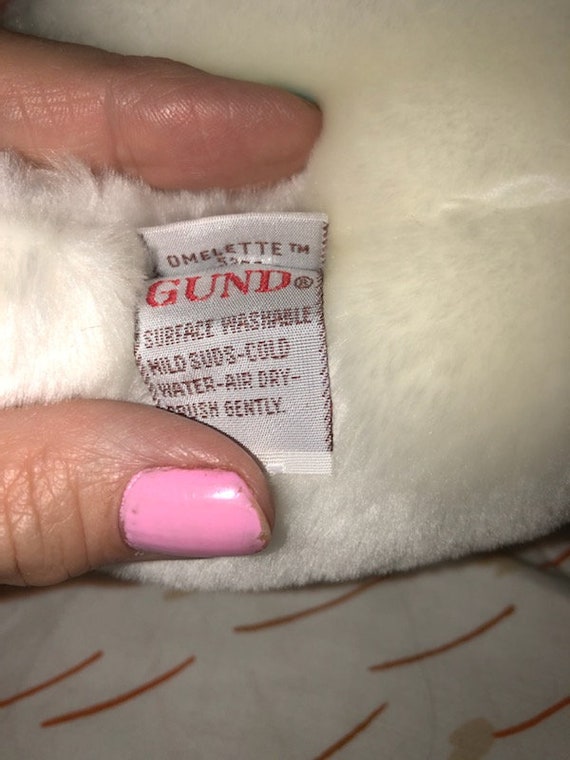 OMELETTE™
GUND®
SURFACE WASHABLE
MILD SUDS-COLD
WATER-AIR DRY-
BRUSH GENTLY.